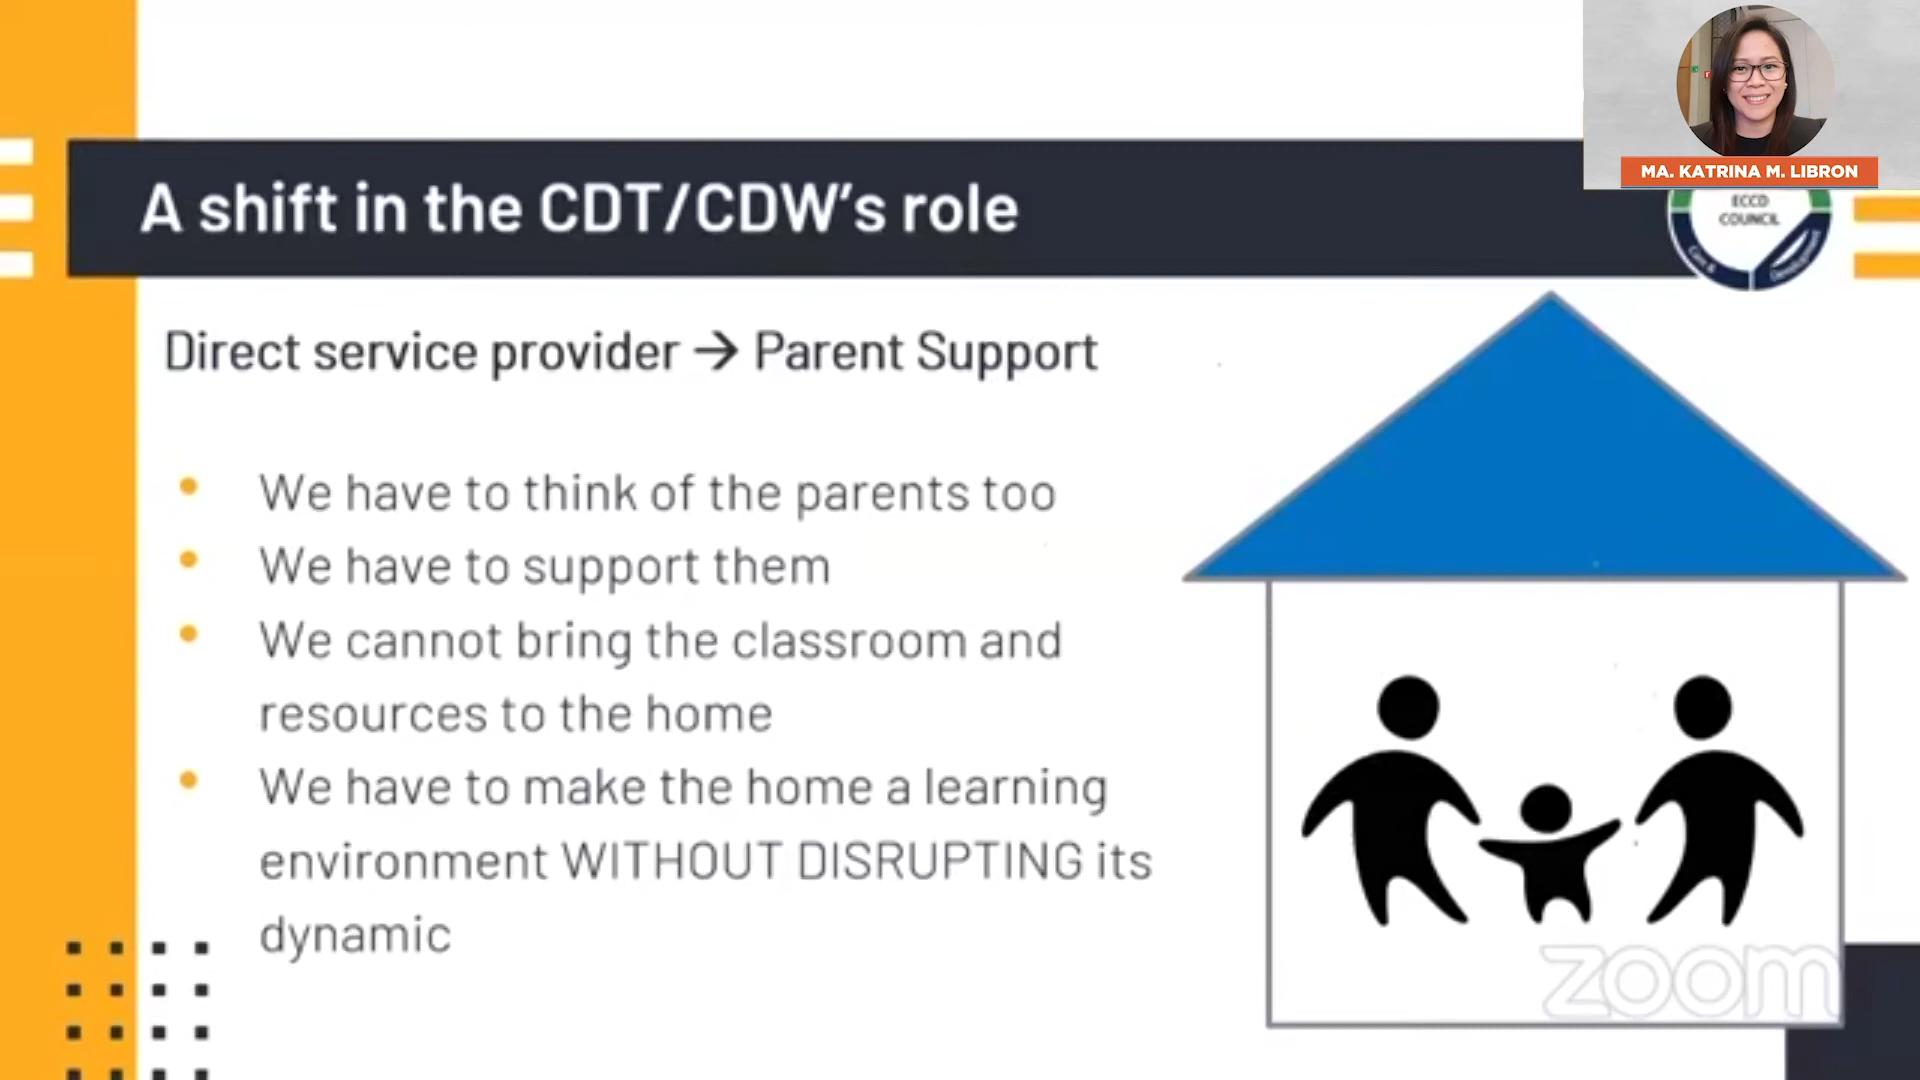 MA. KATRINA M. LIBRON
A shift in the CDT/CDW's role
ECCD
COUNCIL
Care &
Development
Direct service provider → Parent Support
• We have to think of the parents too
• We have to support them
• We cannot bring the classroom and
resources to the home
• We have to make the home a learning
environment WITHOUT DISRUPTING its
dynamic
zoom